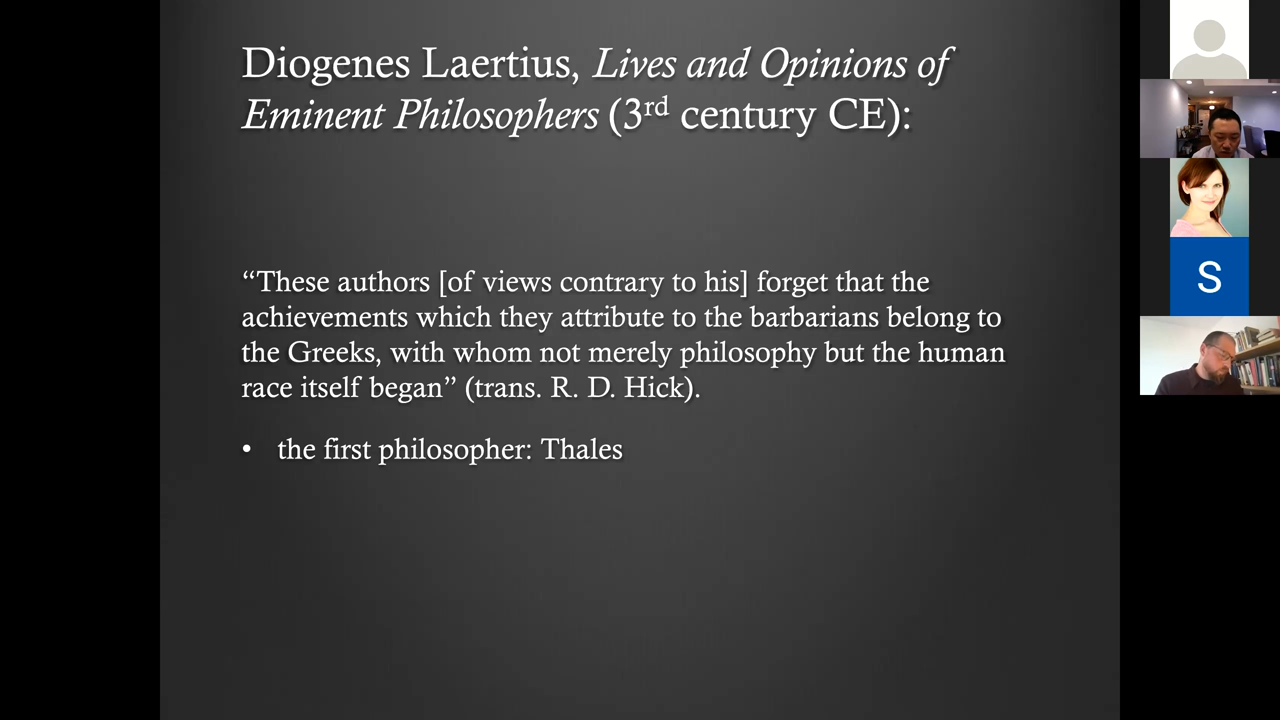 Diogenes Laertius, Lives and Opinions of
Eminent Philosophers (3rd century CE):
“These authors [of views contrary to his] forget that the
achievements which they attribute to the barbarians belong to
the Greeks, with whom not merely philosophy but the human
race itself began” (trans. R. D. Hick).
• the first philosopher: Thales
S